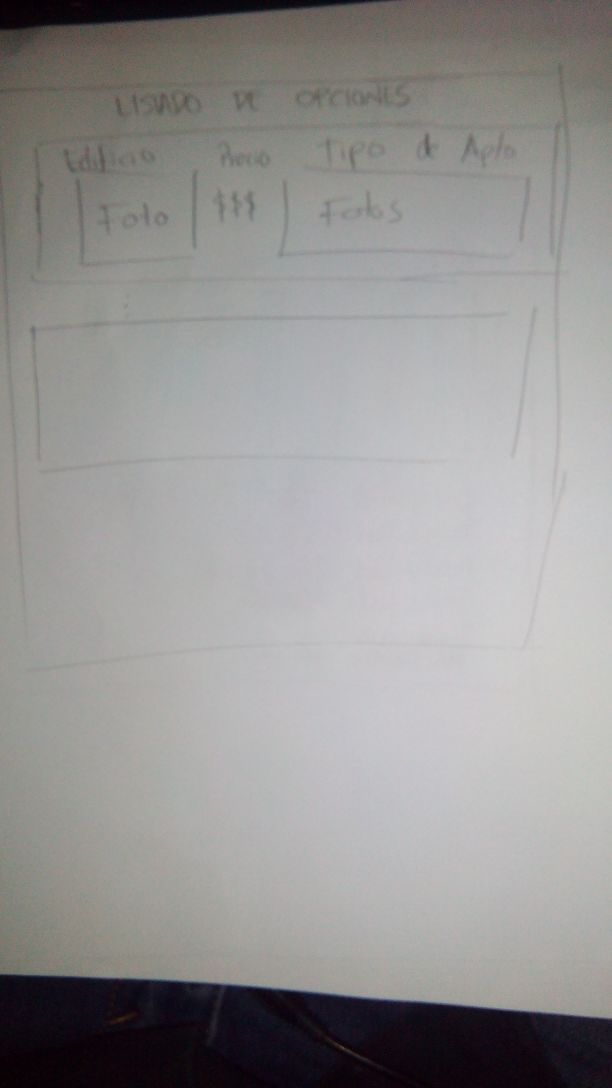 LISTADO DE OPCIONES
Edificio Precio Tipo de Apto
Foto $$$ Fotos